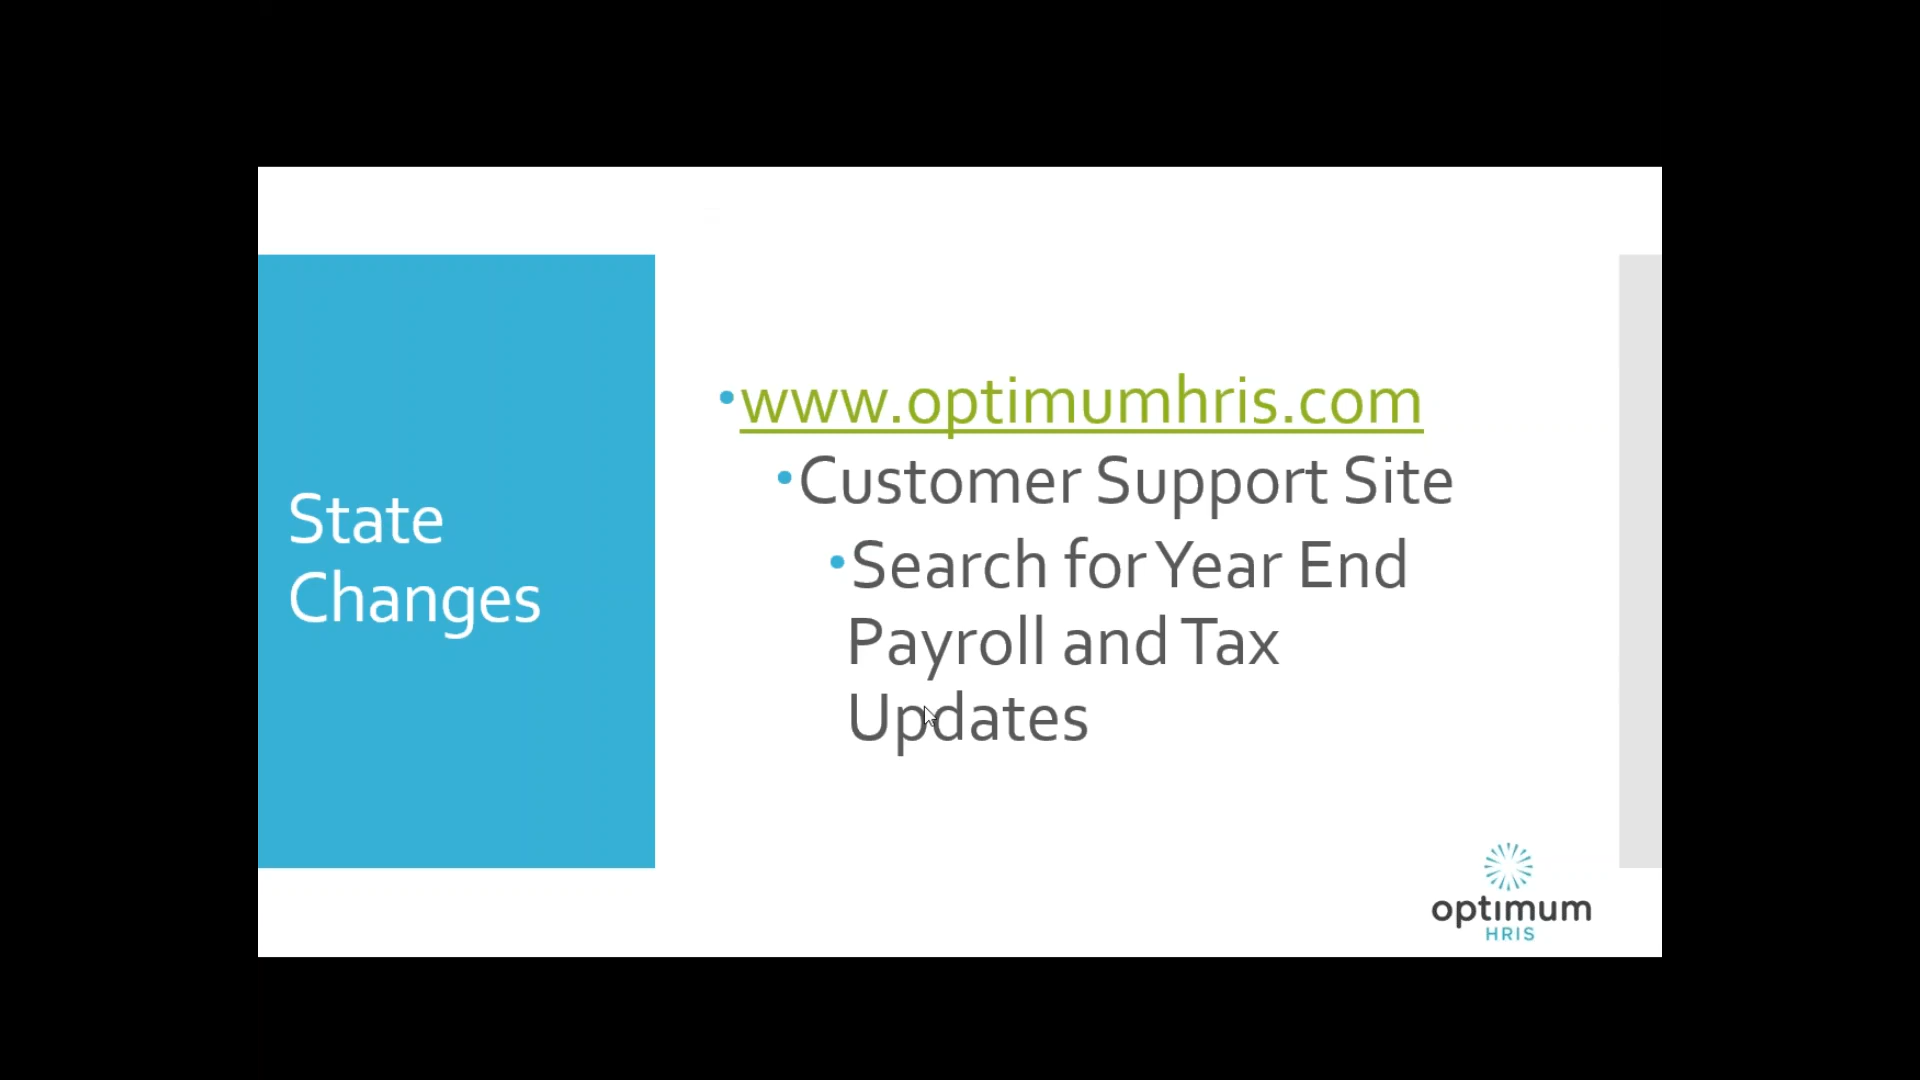 State
Changes
•www.optimumhris.com
•Customer Support Site
•Search for Year End
Payroll and Tax
Updates
optimum
HRIS